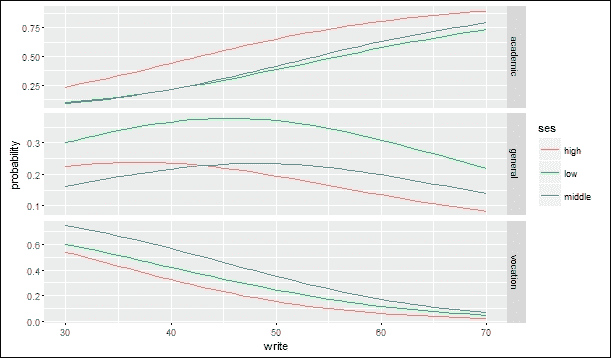 0.75
0.50
0.25
academic
0.3
0.2
0.1
general
0.6
0.4
0.2
0.0
vocation
probability
30 40 50 60 70
write
ses
high
low
middle